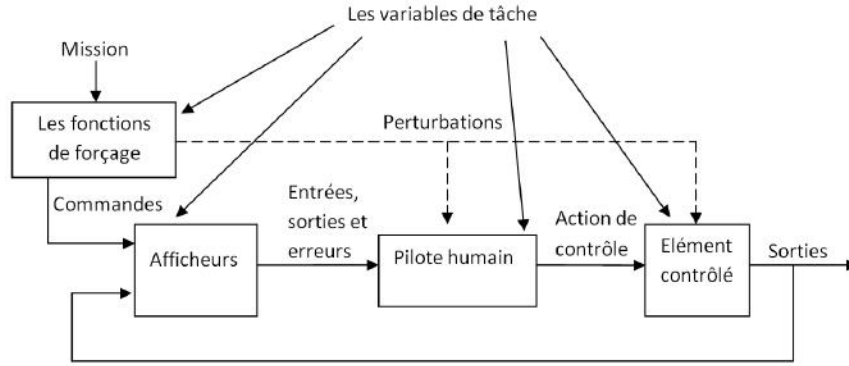 Les variables de tâche
Mission
Les fonctions
de forçage
Perturbations
Commandes
Entrées,
sorties et
erreurs
Action de
contrôle
Afficheurs
Pilote humain
Elément
contrôlé
Sorties